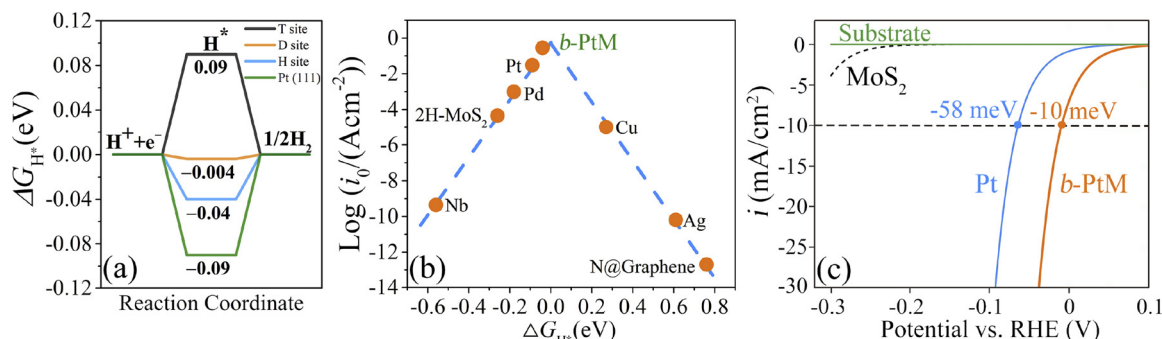 0.12
0.08
0.04
0.00
-0.04
-0.08
-0.12
ΔG_H*(eV)
H*
0.09
T site
D site
H site
Pt (111)
H⁺+e⁻
1/2H₂
−0.004
−0.04
−0.09
(a)
Reaction Coordinate
0
-2
-4
-6
-8
-10
-12
-14
Log (i₀/(Acm⁻²)
b-PtM
Pt
Pd
2H-MoS₂
Cu
Nb
Ag
N@Graphene
(b)
-0.6 -0.4 -0.2 0.0 0.2 0.4 0.6 0.8
△G_H*(eV)
0
-5
-10
-15
-20
-25
-30
i (mA/cm²)
Substrate
MoS₂
-58 meV
-10 meV
Pt
b-PtM
(c)
-0.3 -0.2 -0.1 0 0.1
Potential vs. RHE (V)